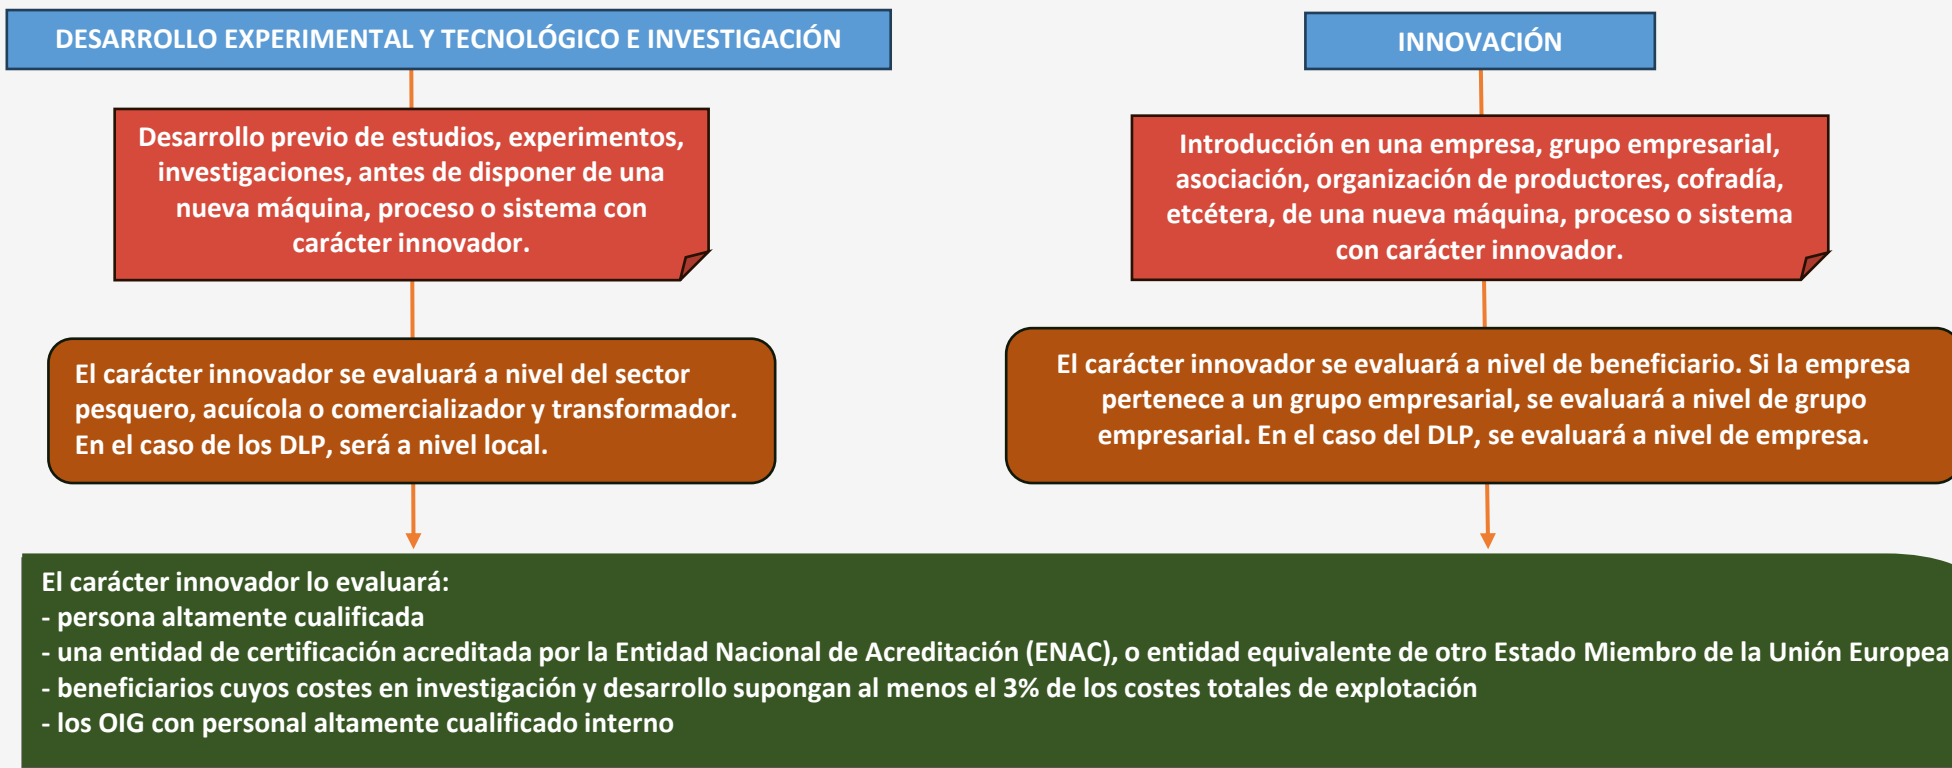 DESARROLLO EXPERIMENTAL Y TECNOLÓGICO E INVESTIGACIÓN
Desarrollo previo de estudios, experimentos,
investigaciones, antes de disponer de una
nueva máquina, proceso o sistema con
carácter innovador.
El carácter innovador se evaluará a nivel del sector
pesquero, acuícola o comercializador y transformador.
En el caso de los DLP, será a nivel local.
INNOVACIÓN
Introducción en una empresa, grupo empresarial,
asociación, organización de productores, cofradía,
etcétera, de una nueva máquina, proceso o sistema
con carácter innovador.
El carácter innovador se evaluará a nivel de beneficiario. Si la empresa
pertenece a un grupo empresarial, se evaluará a nivel de grupo
empresarial. En el caso del DLP, se evaluará a nivel de empresa.
El carácter innovador lo evaluará:
- persona altamente cualificada
- una entidad de certificación acreditada por la Entidad Nacional de Acreditación (ENAC), o entidad equivalente de otro Estado Miembro de la Unión Europea
- beneficiarios cuyos costes en investigación y desarrollo supongan al menos el 3% de los costes totales de explotación
- los OIG con personal altamente cualificado interno